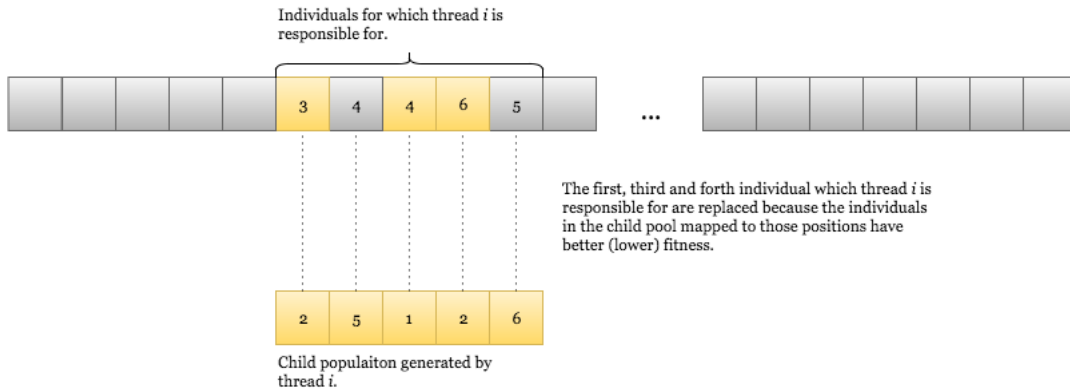 Individuals for which thread i is
responsible for.
3 4 4 6 5
...
The first, third and forth individual which thread i is
responsible for are replaced because the individuals
in the child pool mapped to those positions have
better (lower) fitness.
2 5 1 2 6
Child populaiton generated by
thread i.